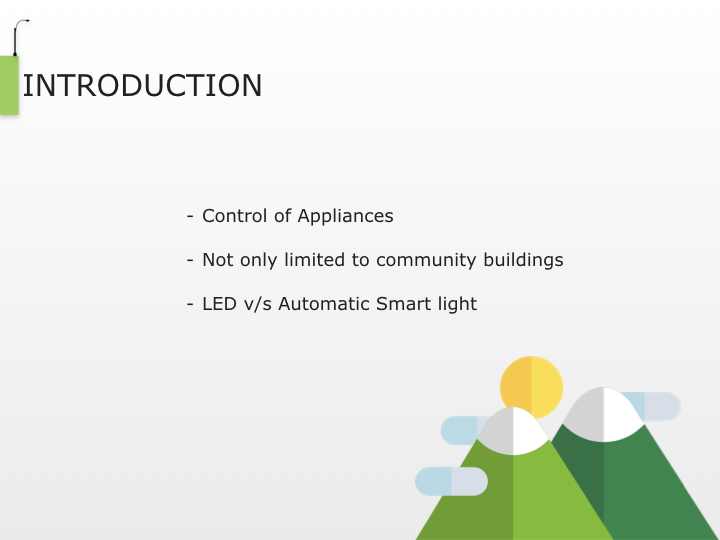 INTRODUCTION
- Control of Appliances
- Not only limited to community buildings
- LED v/s Automatic Smart light